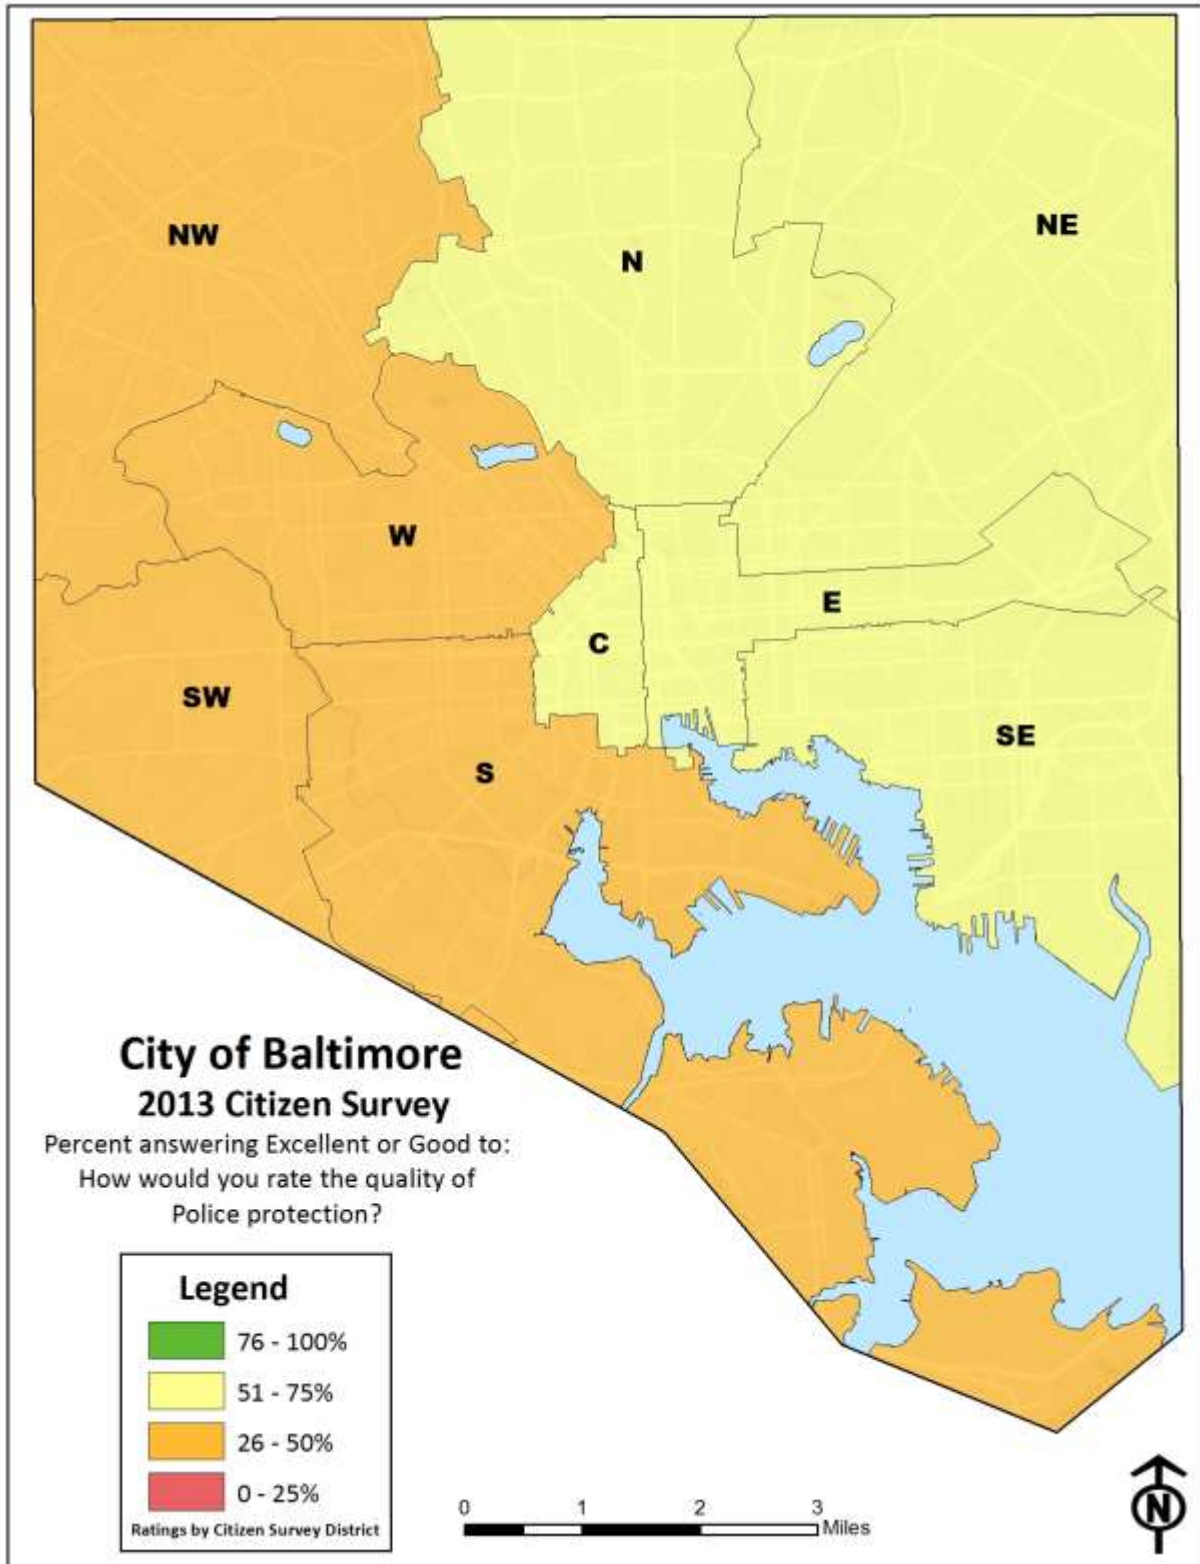 NW
N
NE
W
E
C
SW
S
SE
City of Baltimore
2013 Citizen Survey
Percent answering Excellent or Good to:
How would you rate the quality of
Police protection?
Legend
76 - 100%
51 - 75%
26 - 50%
0 - 25%
Ratings by Citizen Survey District
0 1 2 3
Miles
N